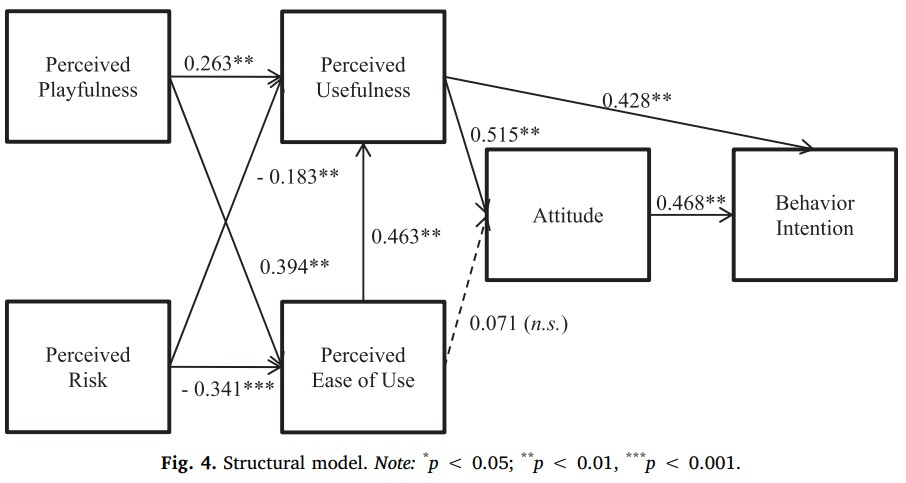 Perceived
Playfulness
0.263**
Perceived
Usefulness
0.428**
0.515**
- 0.183**
Attitude
0.468**
Behavior
Intention
0.463**
0.394**
0.071 (n.s.)
Perceived
Risk
- 0.341***
Perceived
Ease of Use
Fig. 4. Structural model. Note: *p < 0.05; **p < 0.01, ***p < 0.001.